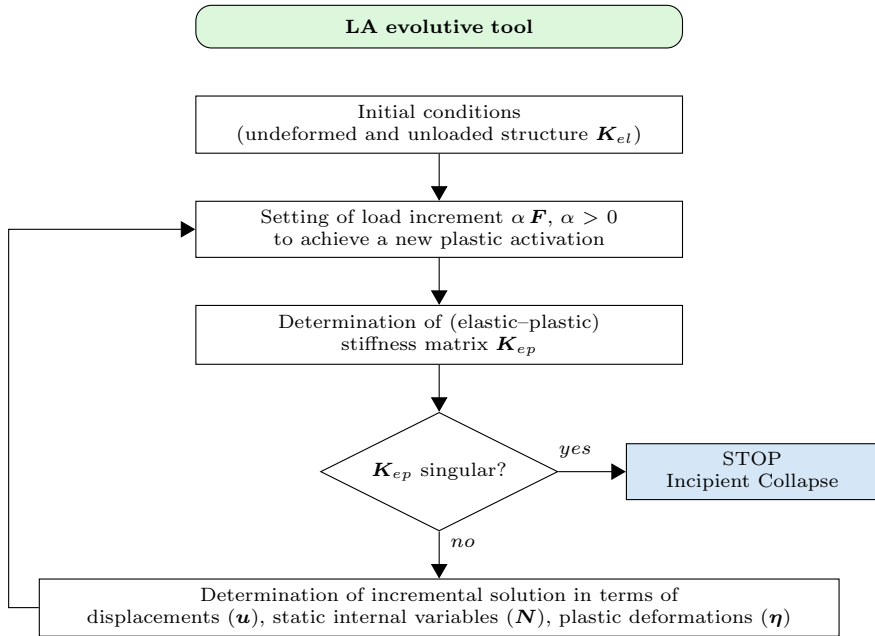 LA evolutive tool
Initial conditions
(undeformed and unloaded structure K_el)
Setting of load increment α F, α > 0
to achieve a new plastic activation
Determination of (elastic–plastic)
stiffness matrix K_ep
K_ep singular?
yes
STOP
Incipient Collapse
no
Determination of incremental solution in terms of
displacements (u), static internal variables (N), plastic deformations (η)